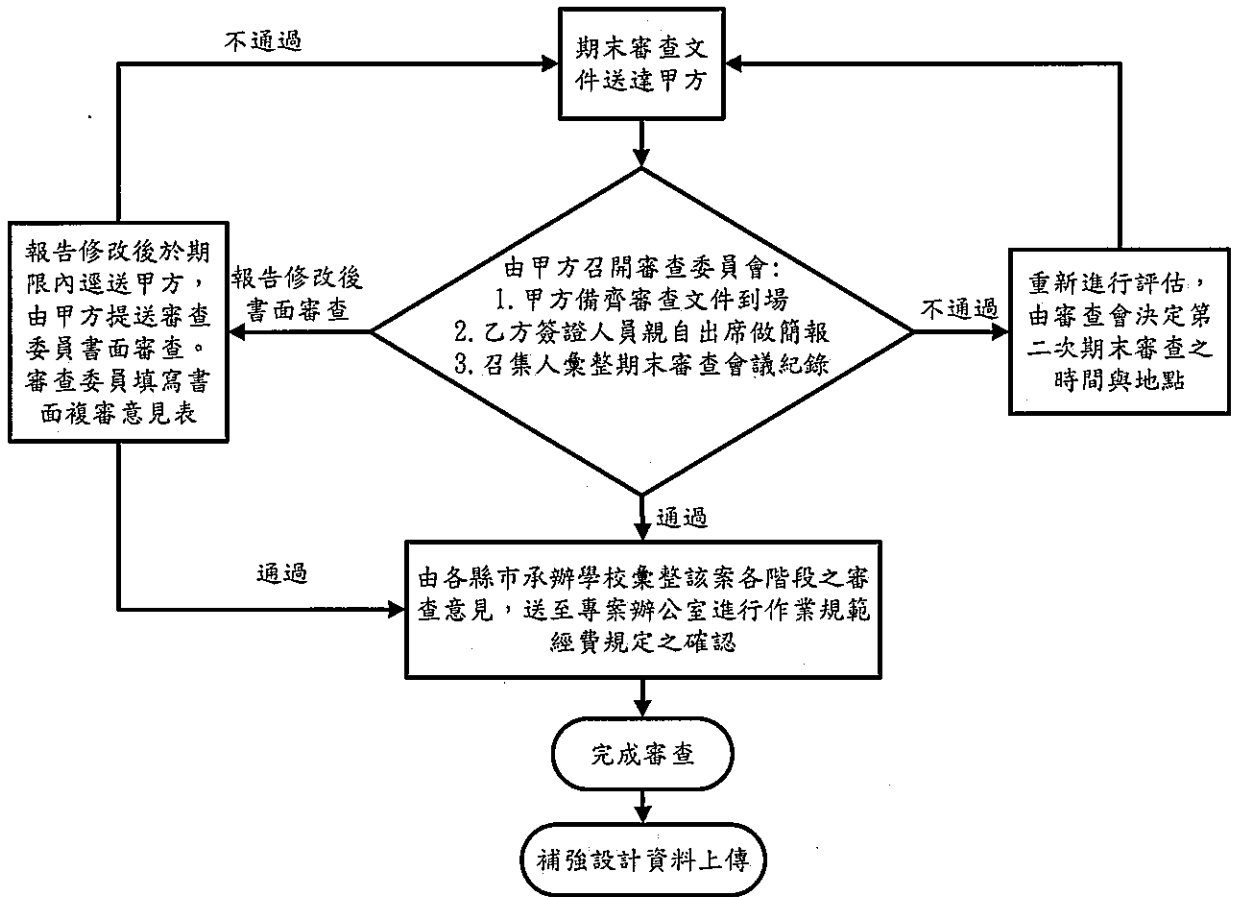 不通過
期末審查文
件送達甲方
報告修改後於期
限內逕送甲方，
由甲方提送審查
委員書面審查。
審查委員填寫書
面複審意見表
報告修改後
書面審查
由甲方召開審查委員會:
1. 甲方備齊審查文件到場
2. 乙方簽證人員親自出席做簡報
3. 召集人彙整期末審查會議紀錄
不通過
重新進行評估，
由審查會決定第
二次期末審查之
時間與地點
通過
通過
由各縣市承辦學校彙整該案各階段之審
查意見，送至專案辦公室進行作業規範
經費規定之確認
完成審查
補強設計資料上傳